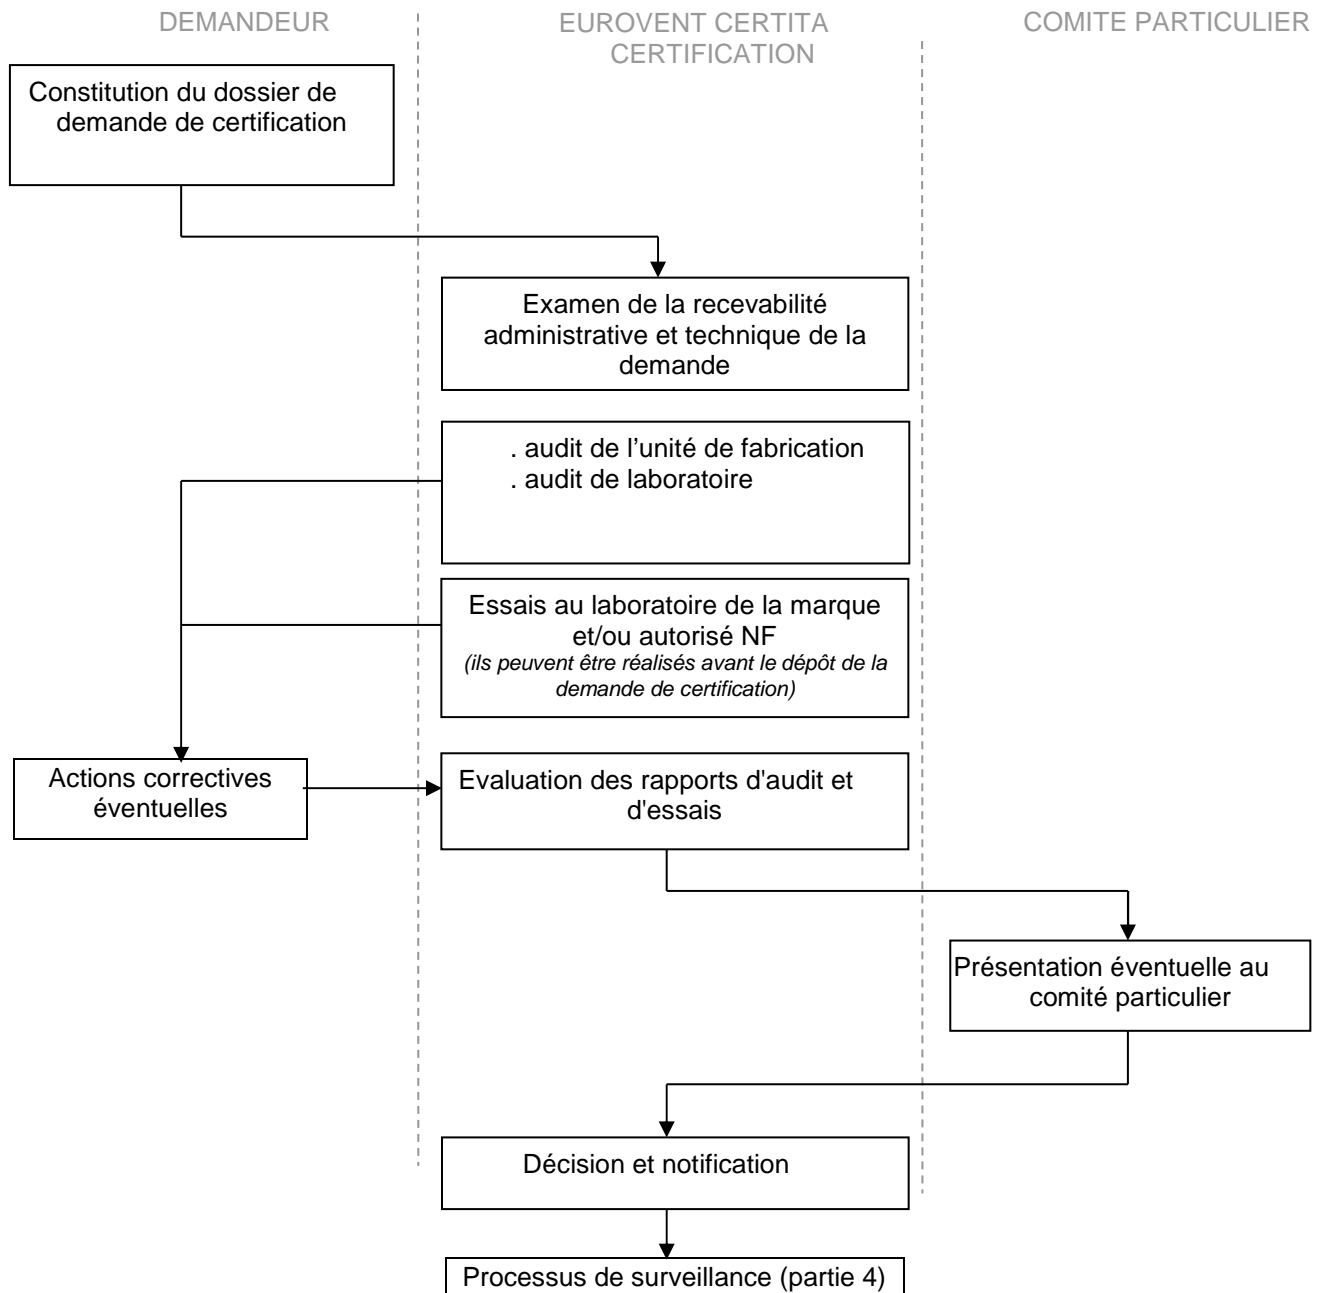 DEMANDEUR
EUROVENT CERTITA
CERTIFICATION
COMITE PARTICULIER
Constitution du dossier de
demande de certification
Examen de la recevabilité
administrative et technique de la
demande
. audit de l'unité de fabrication
. audit de laboratoire
Essais au laboratoire de la marque
et/ou autorisé NF
(ils peuvent être réalisés avant le dépôt de la
demande de certification)
Actions correctives
éventuelles
Evaluation des rapports d'audit et
d'essais
Présentation éventuelle au
comité particulier
Décision et notification
Processus de surveillance (partie 4)